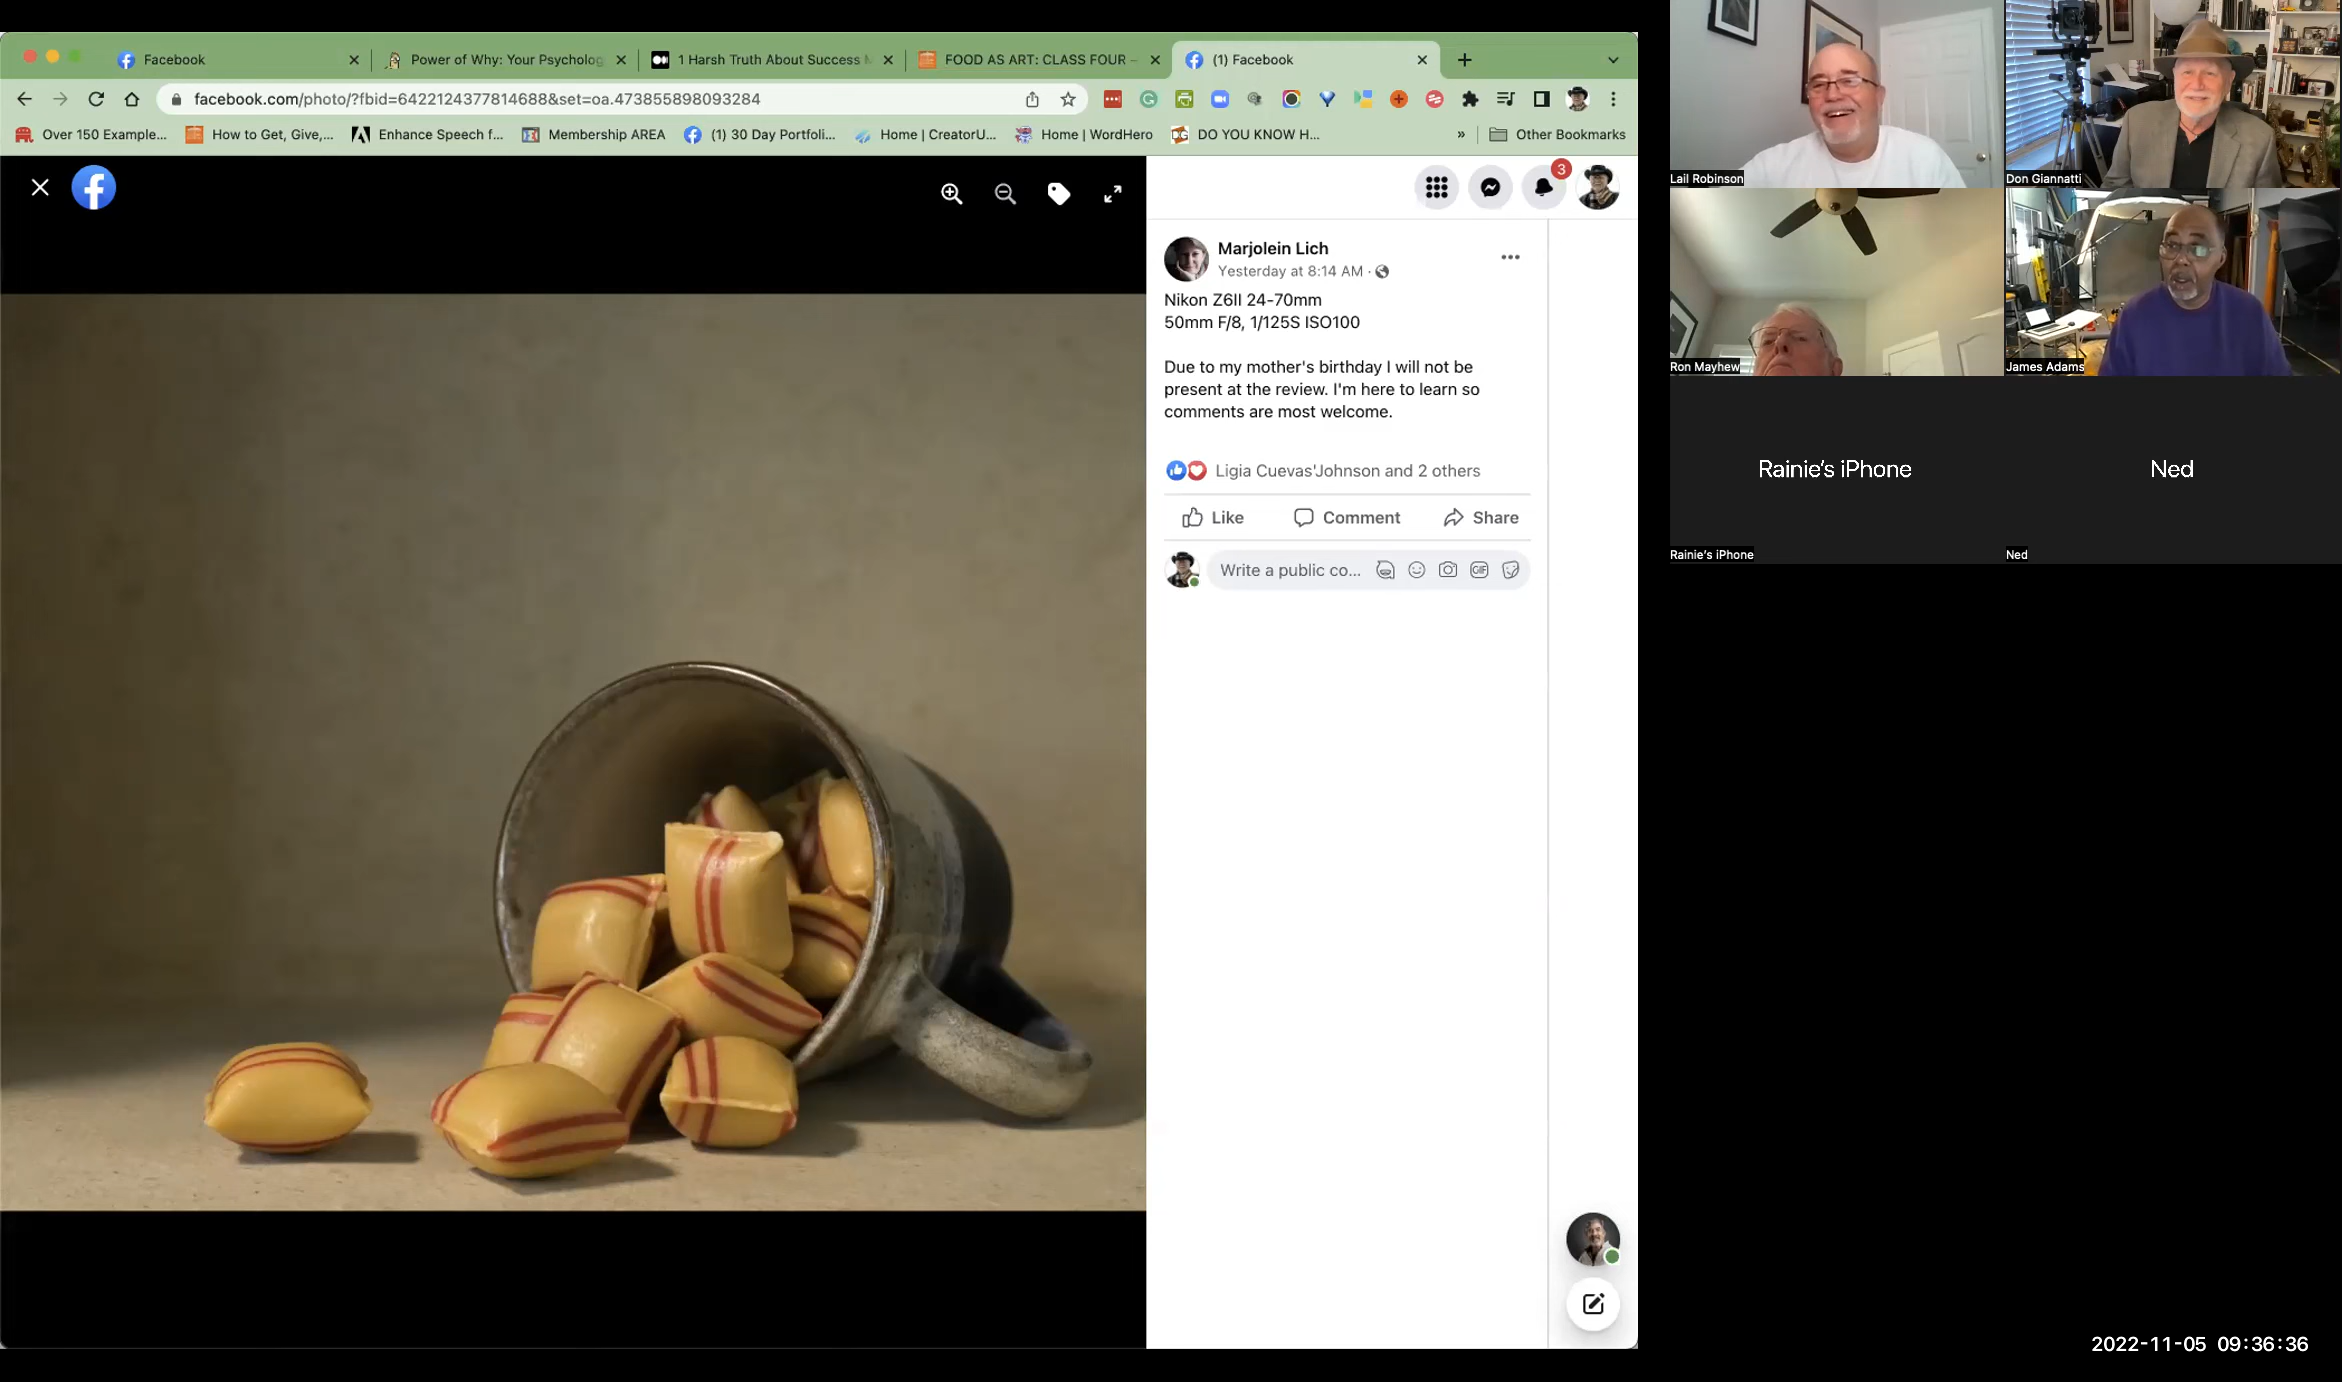 Facebook
Power of Why: Your Psycholog
1 Harsh Truth About Success M
FOOD AS ART: CLASS FOUR –
(1) Facebook
facebook.com/photo/?fbid=6422124377814688&set=oa.473855898093284
Over 150 Example...
How to Get, Give,...
Enhance Speech f...
Membership AREA
(1) 30 Day Portfoli...
Home | CreatorU...
Home | WordHero
DO YOU KNOW H...
»
Other Bookmarks
3
Marjolein Lich
Yesterday at 8:14 AM ·
Nikon Z6II 24-70mm
50mm F/8, 1/125S ISO100
Due to my mother's birthday I will not be
present at the review. I'm here to learn so
comments are most welcome.
Ligia Cuevas'Johnson and 2 others
Like
Comment
Share
Write a public co...
GIF
Lail Robinson
Don Giannatti
Ron Mayhew
James Adams
Rainie's iPhone
Ned
Rainie's iPhone
Ned
2022-11-05 09:36:36